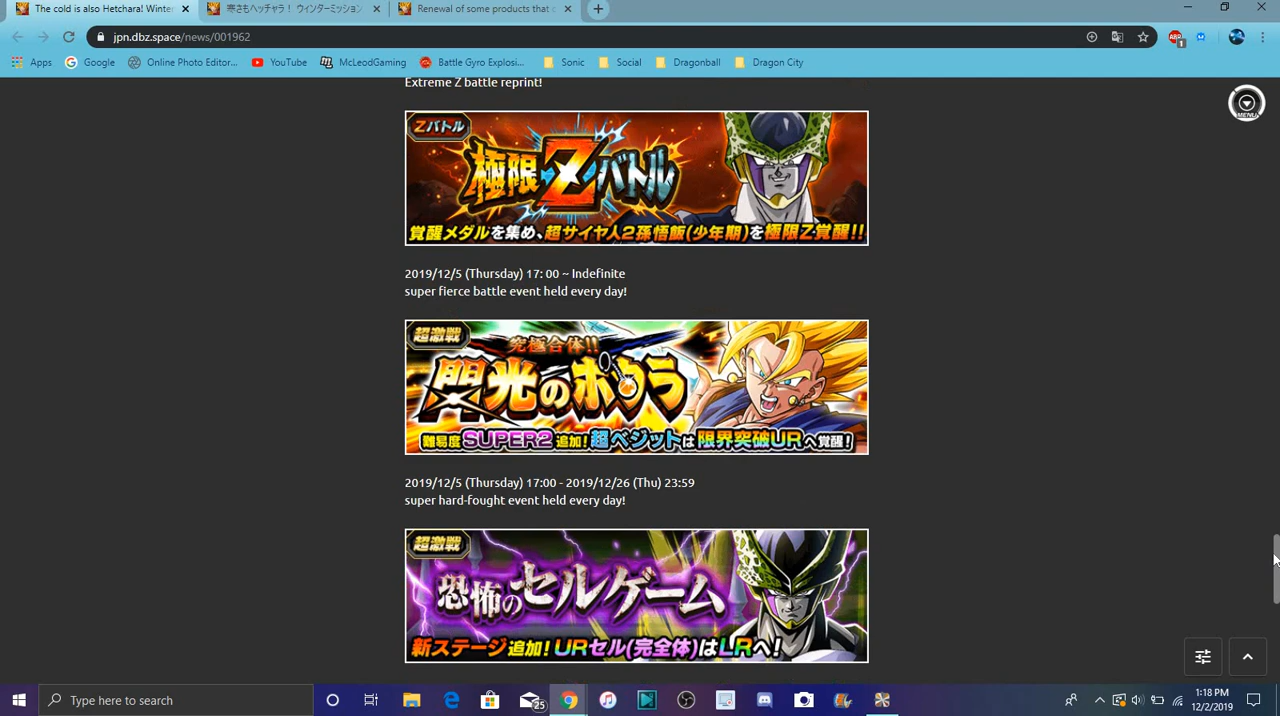 The cold is also Hetchara! Winter
寒さもヘッチャラ！ ウィンターミッション
Renewal of some products that c
jpn.dbz.space/news/001962
Apps
Google
Online Photo Editor...
YouTube
McLeodGaming
Battle Gyro Explosi...
Sonic
Social
Dragonball
Dragon City
Extreme Z battle reprint!
MENU
Zバトル
極限Zバトル
覚醒メダルを集め、超サイヤ人2孫悟飯(少年期)を極限Z覚醒!!
2019/12/5 (Thursday) 17: 00 ~ Indefinite
super fierce battle event held every day!
超激戦
究極合体!!
閃光のポタラ
難易度SUPER2追加!超ベジットは限界突破URへ覚醒!
2019/12/5 (Thursday) 17:00 - 2019/12/26 (Thu) 23:59
super hard-fought event held every day!
超激戦
恐怖のセルゲーム
新ステージ追加!URセル(完全体)はLRへ!
Type here to search
25
1:18 PM
12/2/2019